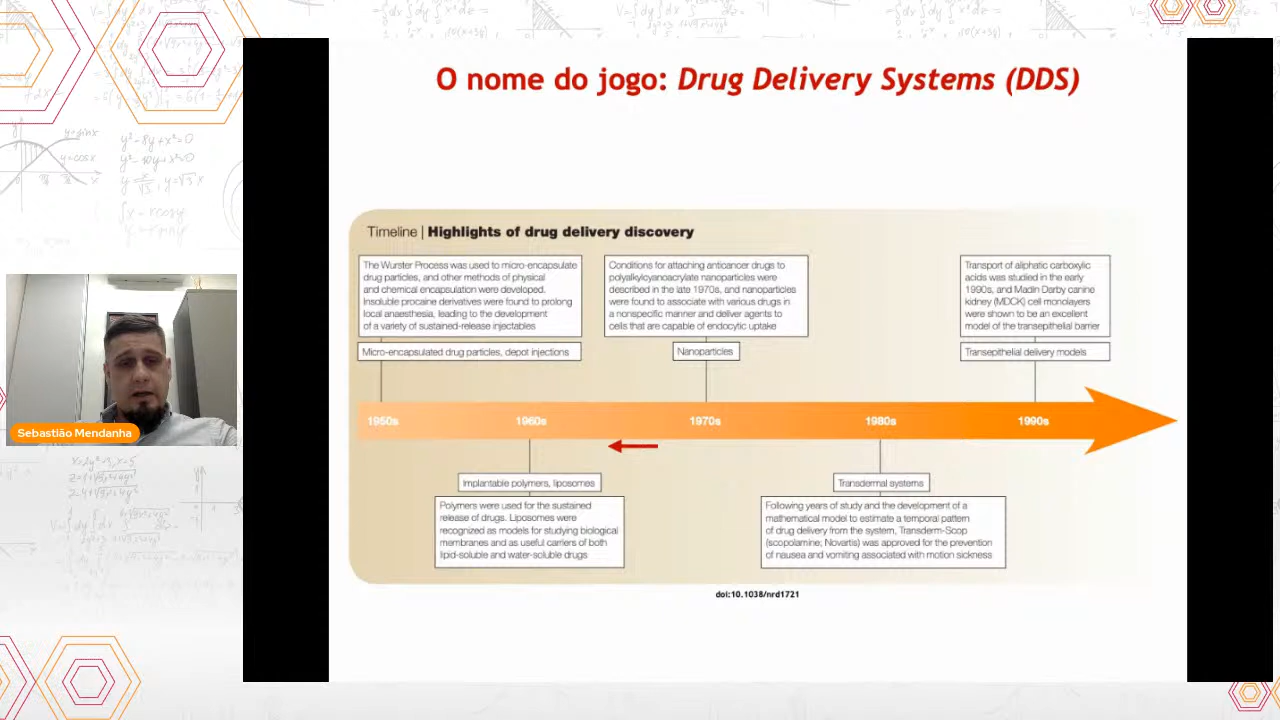 O nome do jogo: Drug Delivery Systems (DDS)
Timeline | Highlights of drug delivery discovery
The Wurster Process was used to micro-encapsulate
drug particles, and other methods of physical
and chemical encapsulation were developed.
Insoluble procaine derivatives were found to prolong
local anaesthesia, leading to the development
of a variety of sustained-release injectables
Micro-encapsulated drug particles, depot injections
Conditions for attaching anticancer drugs to
polyalkylcyanoacrylate nanoparticles were
described in the late 1970s, and nanoparticles
were found to associate with various drugs in
a nonspecific manner and deliver agents to
cells that are capable of endocytic uptake
Nanoparticles
Transport of aliphatic carboxylic
acids was studied in the early
1990s, and Madin Darby canine
kidney (MDCK) cell monolayers
were shown to be an excellent
model of the transepithelial barrier
Transepithelial delivery models
1950s
1960s
1970s
1980s
1990s
Implantable polymers, liposomes
Polymers were used for the sustained
release of drugs. Liposomes were
recognized as models for studying biological
membranes and as useful carriers of both
lipid-soluble and water-soluble drugs
Transdermal systems
Following years of study and the development of a
mathematical model to estimate a temporal pattern
of drug delivery from the system, Transderm-Scop
(scopolamine; Novartis) was approved for the prevention
of nausea and vomiting associated with motion sickness
doi:10.1038/nrd1721
Sebastião Mendanha
y=sinx
y=cosx
y²-8y+x²=0
y²-10y+x²=0